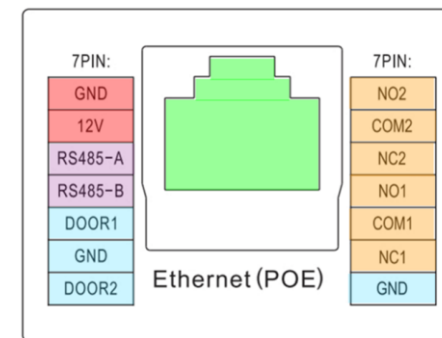 7PIN:
GND
12V
RS485-A
RS485-B
DOOR1
GND
DOOR2
Ethernet (POE)
7PIN:
NO2
COM2
NC2
NO1
COM1
NC1
GND